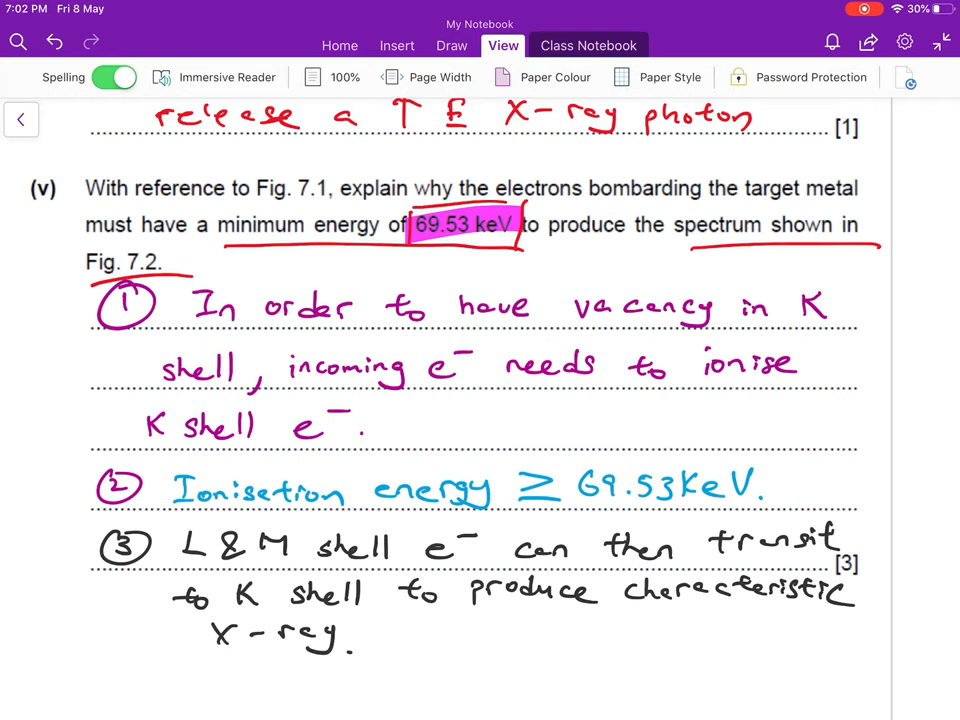 7:02 PM Fri 8 May
30%
My Notebook
Home Insert Draw View Class Notebook
Spelling Immersive Reader 100% Page Width Paper Colour Paper Style Password Protection
release a ↑ E X-ray photon [1]
(v) With reference to Fig. 7.1, explain why the electrons bombarding the target metal
must have a minimum energy of 69.53 keV to produce the spectrum shown in
Fig. 7.2.
① In order to have vacancy in K
shell, incoming e⁻ needs to ionise
K shell e⁻.
② Ionisation energy ≥ 69.53KeV.
③ L & M shell e⁻ can then transit
[3]
to K shell to produce characteristic
X-ray.